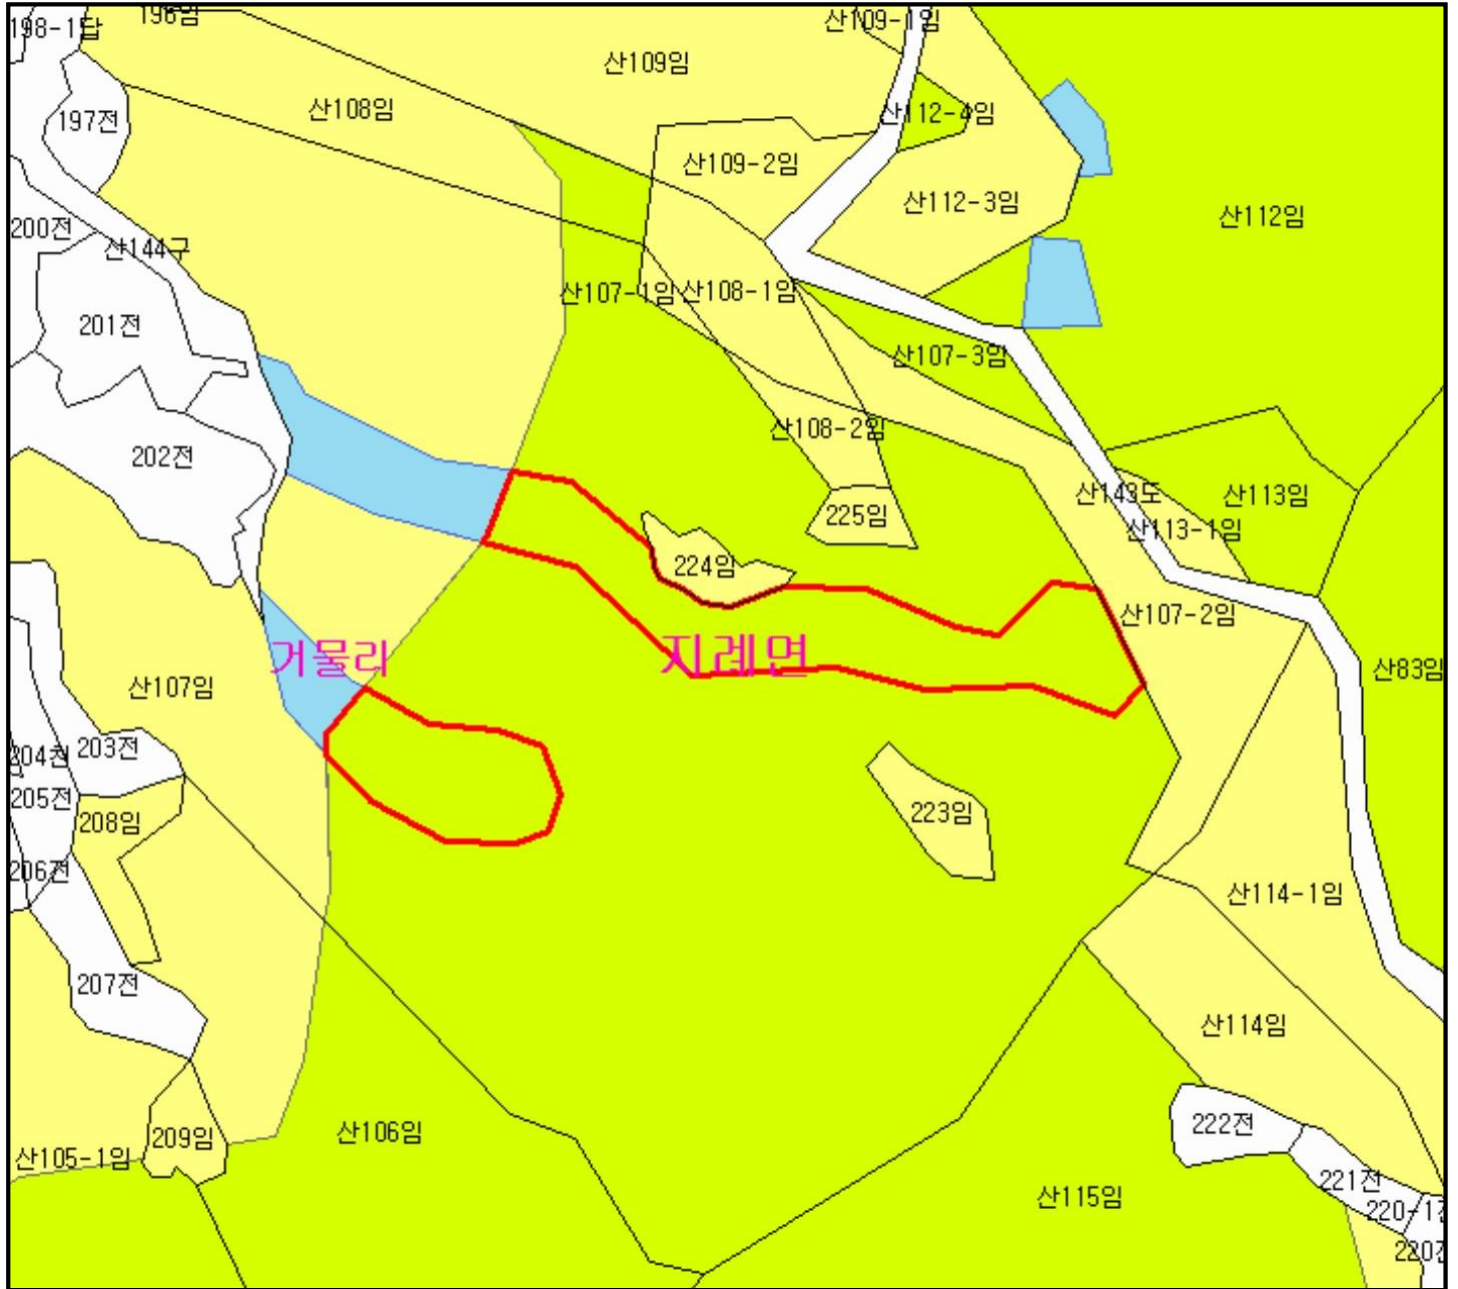 198-1답
196임
산109-1임
산109임
산108임
산112-4임
197전
산109-2임
산112-3임
산112임
200전
산144구
산107-1임
산108-1임
201전
산107-3임
산108-2임
202전
산143도
산113임
225임
산113-1임
224임
산107-2임
거물리
지례면
산83임
산107임
204천
203전
205전
208임
223임
206전
산114-1임
207전
산114임
222전
산106임
209임
산105-1임
221전
산115임
220-1전
220전